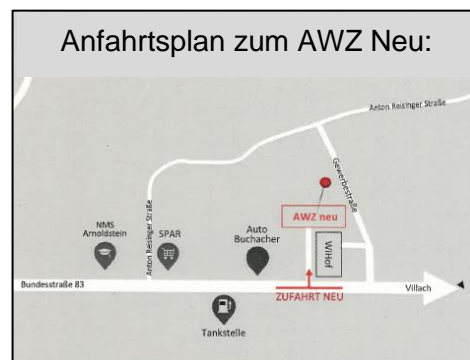 Anfahrtsplan zum AWZ Neu:
Anton Reisinger Straße
Gewerbestraße
AWZ neu
NMS
Arnoldstein
Anton Reisinger Straße
SPAR
Auto
Buchacher
WIHof
Bundesstraße 83
Villach
ZUFAHRT NEU
Tankstelle